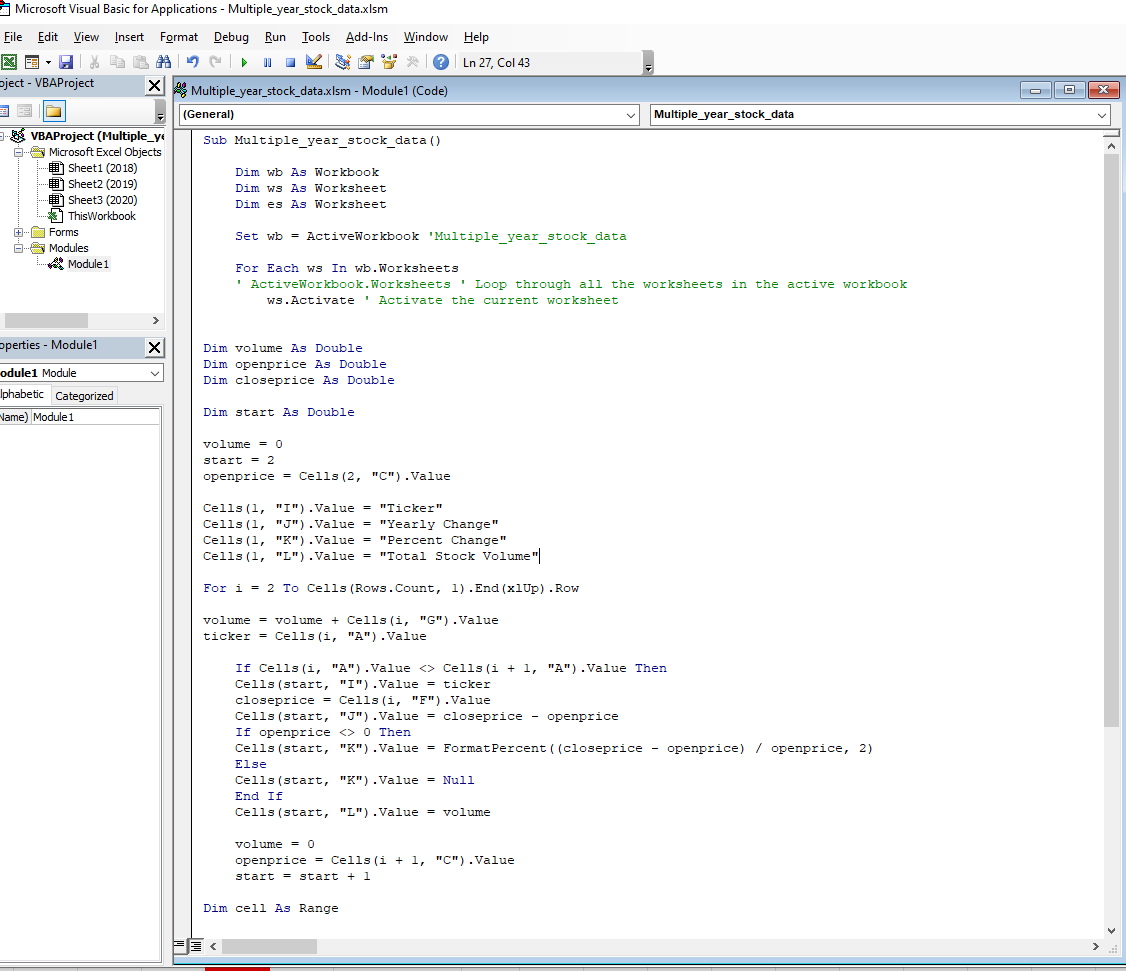 Microsoft Visual Basic for Applications - Multiple_year_stock_data.xlsm
File Edit View Insert Format Debug Run Tools Add-Ins Window Help
Ln 27, Col 43
oject - VBAProject
VBAProject (Multiple_ye
Microsoft Excel Objects
Sheet1 (2018)
Sheet2 (2019)
Sheet3 (2020)
ThisWorkbook
Forms
Modules
Module1
operties - Module1
odule1 Module
lphabetic Categorized
Name) Module1
Multiple_year_stock_data.xlsm - Module1 (Code)
(General) Multiple_year_stock_data
Sub Multiple_year_stock_data()
Dim wb As Workbook
Dim ws As Worksheet
Dim es As Worksheet
Set wb = ActiveWorkbook 'Multiple_year_stock_data
For Each ws In wb.Worksheets
' ActiveWorkbook.Worksheets ' Loop through all the worksheets in the active workbook
ws.Activate ' Activate the current worksheet
Dim volume As Double
Dim openprice As Double
Dim closeprice As Double
Dim start As Double
volume = 0
start = 2
openprice = Cells(2, "C").Value
Cells(1, "I").Value = "Ticker"
Cells(1, "J").Value = "Yearly Change"
Cells(1, "K").Value = "Percent Change"
Cells(1, "L").Value = "Total Stock Volume"
For i = 2 To Cells(Rows.Count, 1).End(xlUp).Row
volume = volume + Cells(i, "G").Value
ticker = Cells(i, "A").Value
If Cells(i, "A").Value <> Cells(i + 1, "A").Value Then
Cells(start, "I").Value = ticker
closeprice = Cells(i, "F").Value
Cells(start, "J").Value = closeprice - openprice
If openprice <> 0 Then
Cells(start, "K").Value = FormatPercent((closeprice - openprice) / openprice, 2)
Else
Cells(start, "K").Value = Null
End If
Cells(start, "L").Value = volume
volume = 0
openprice = Cells(i + 1, "C").Value
start = start + 1
Dim cell As Range